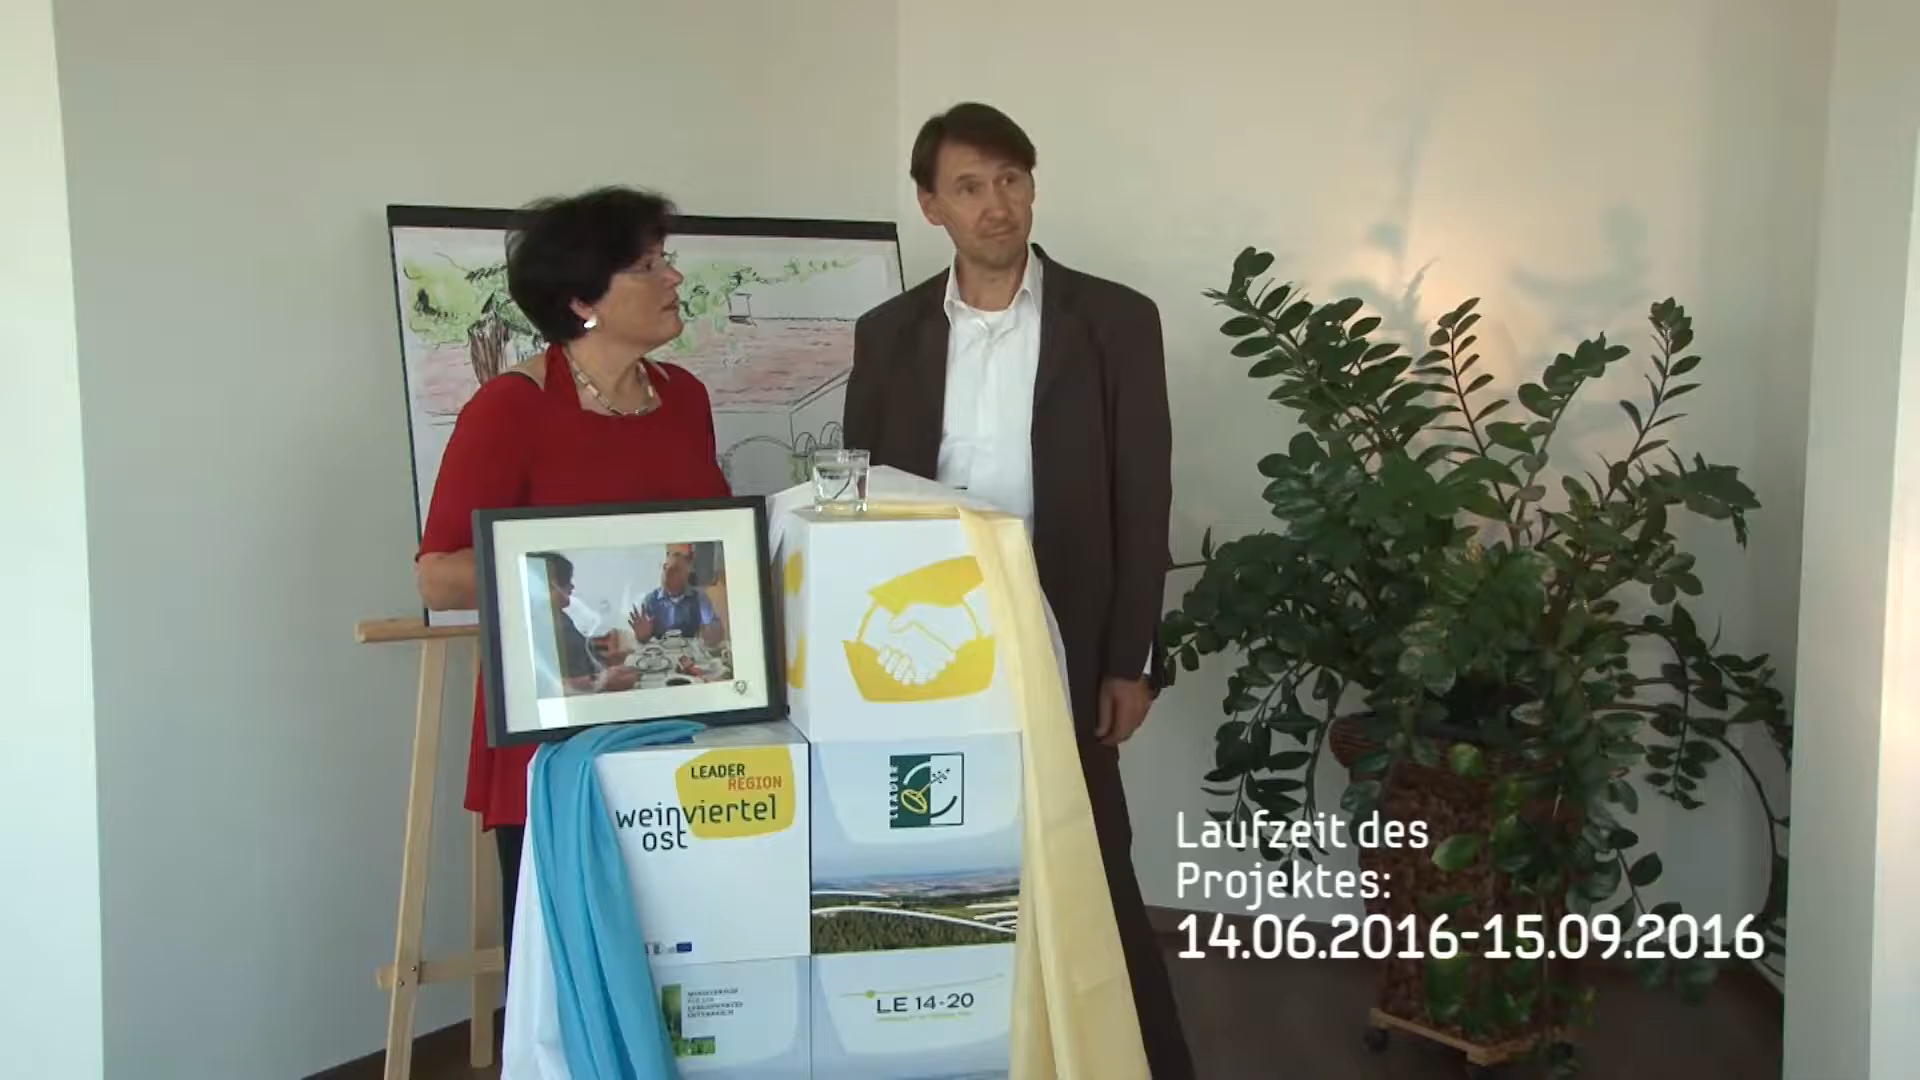 LEADER
REGION
weinviertel
ost
LEADER
LE 14-20
Laufzeit des
Projektes:
14.06.2016-15.09.2016